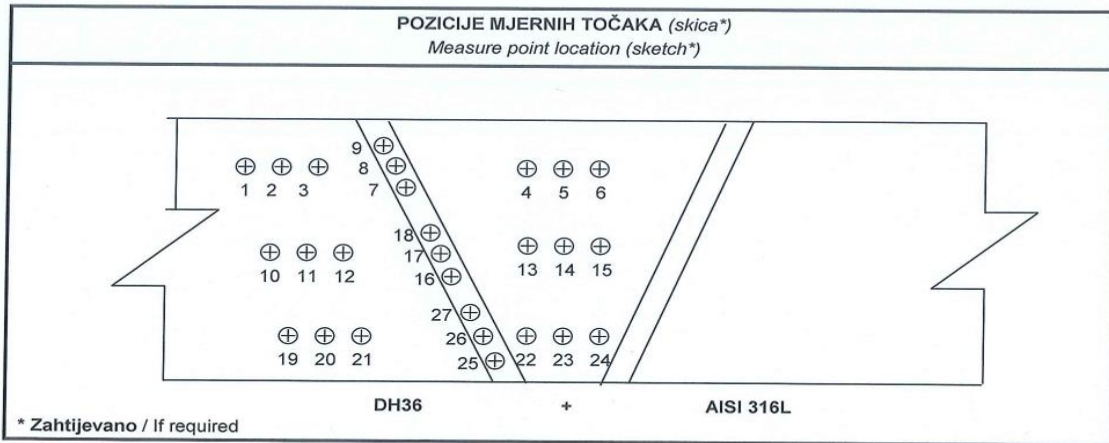 POZICIJE MJERNIH TOČAKA (skica*)
Measure point location (sketch*)
9
8
7
1 2 3
4 5 6
18
17
16
10 11 12
13 14 15
27
26
25
19 20 21
22 23 24
DH36 + AISI 316L
* Zahtijevano / If required